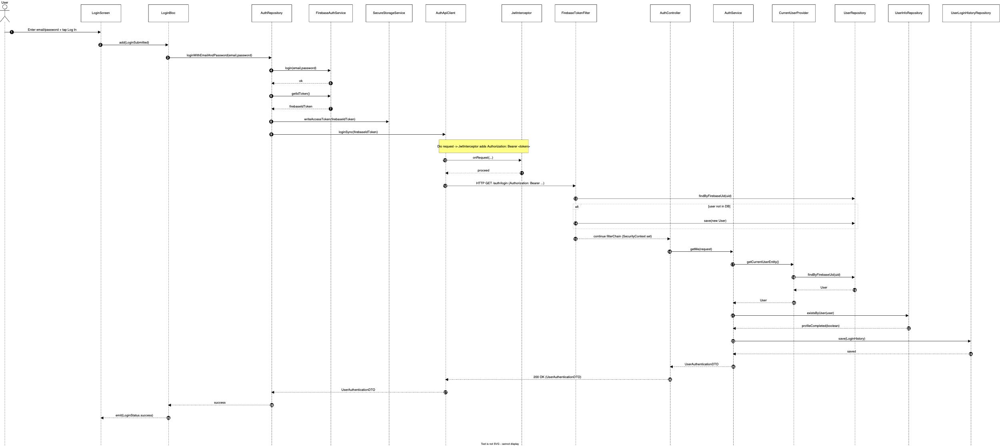 User
LoginScreen
LoginBloc
AuthRepository
FirebaseAuthService
SecureStorageService
AuthApiClient
JwtInterceptor
FirebaseTokenFilter
AuthController
AuthService
CurrentUserProvider
UserRepository
UserInfoRepository
UserLoginHistoryRepository
1 Enter email/password + tap Log In
2 add(LoginSubmitted)
3 loginWithEmailAndPassword(email,password)
4 login(email,password)
ok 5
6 getIdToken()
firebaseIdToken 7
8 writeAccessToken(firebaseIdToken)
9 loginSync(firebaseIdToken)
Dio request -> JwtInterceptor adds Authorization: Bearer <token>
10 onRequest(...)
proceed 11
12 HTTP GET /auth/login (Authorization: Bearer ...)
13 findByFirebaseUid(uid)
alt [user not in DB]
14 save(new User)
15 continue filterChain (SecurityContext set)
16 getMe(request)
17 getCurrentUserEntity()
18 findByFirebaseUid(uid)
User 19
User 20
21 existsByUser(user)
profileCompleted(boolean) 22
23 save(LoginHistory)
saved 24
UserAuthenticationDTO 25
200 OK (UserAuthenticationDTO) 26
UserAuthenticationDTO 27
success 28
emit(LoginStatus.success) 29
Text is not SVG - cannot display